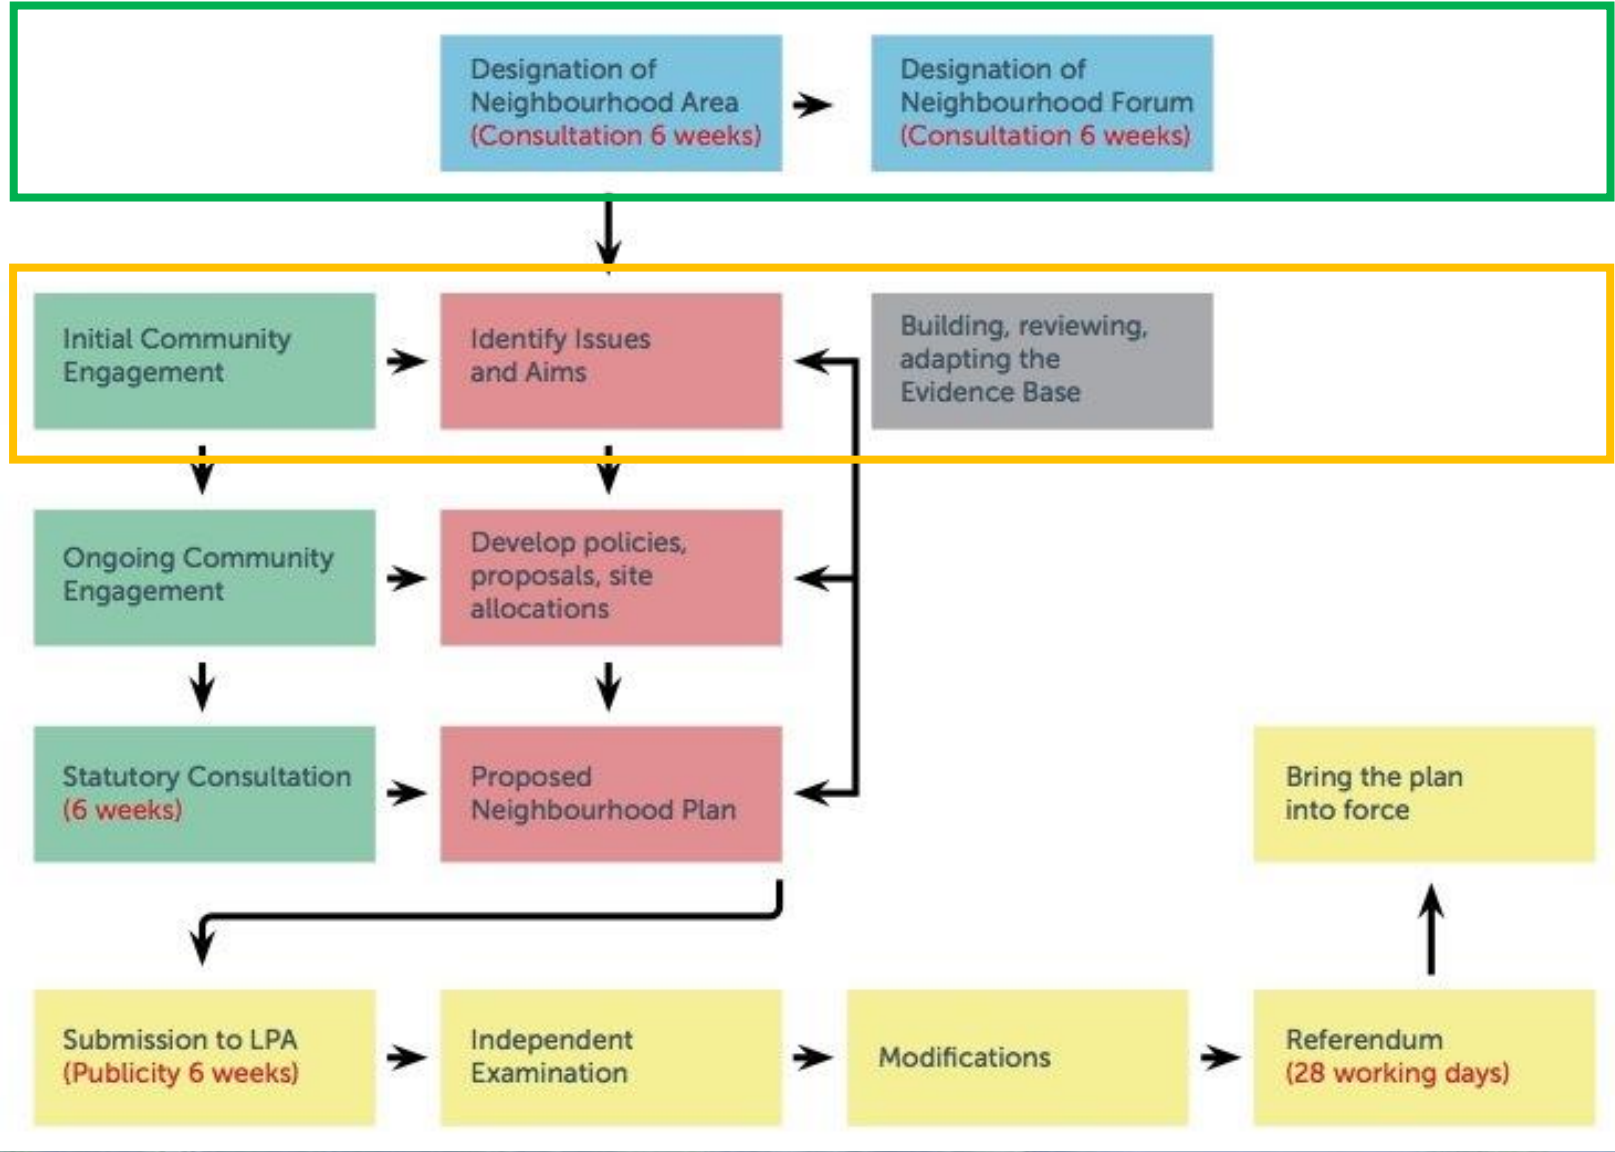 Designation of
Neighbourhood Area
(Consultation 6 weeks)
Designation of
Neighbourhood Forum
(Consultation 6 weeks)
Initial Community
Engagement
Identify Issues
and Aims
Building, reviewing,
adapting the
Evidence Base
Ongoing Community
Engagement
Develop policies,
proposals, site
allocations
Statutory Consultation
(6 weeks)
Proposed
Neighbourhood Plan
Bring the plan
into force
Submission to LPA
(Publicity 6 weeks)
Independent
Examination
Modifications
Referendum
(28 working days)